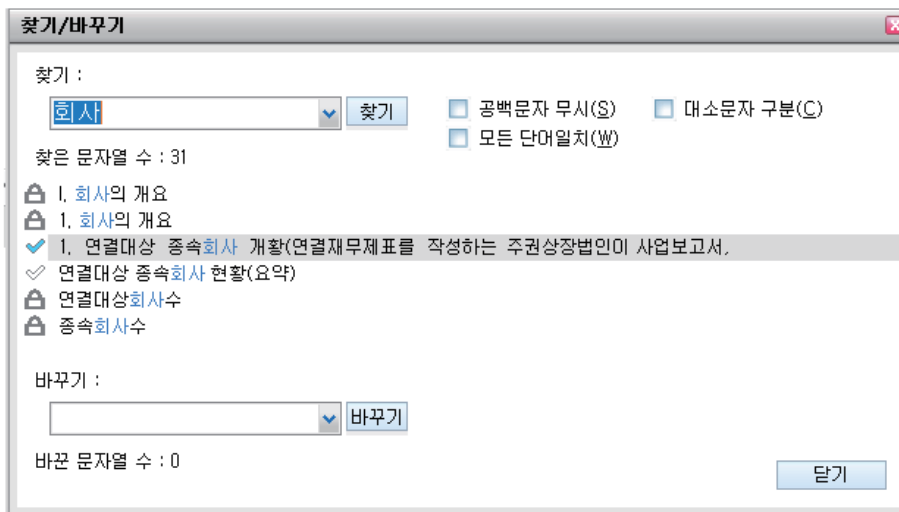 찾기/바꾸기
찾기 :
회사 찾기 공백문자 무시(S) 대소문자 구분(C)
모든 단어일치(W)
찾은 문자열 수 : 31
I. 회사의 개요
1. 회사의 개요
1. 연결대상 종속회사 개황(연결재무제표를 작성하는 주권상장법인이 사업보고서,
연결대상 종속회사 현황(요약)
연결대상회사수
종속회사수
바꾸기 :
바꾸기
바꾼 문자열 수 : 0
닫기